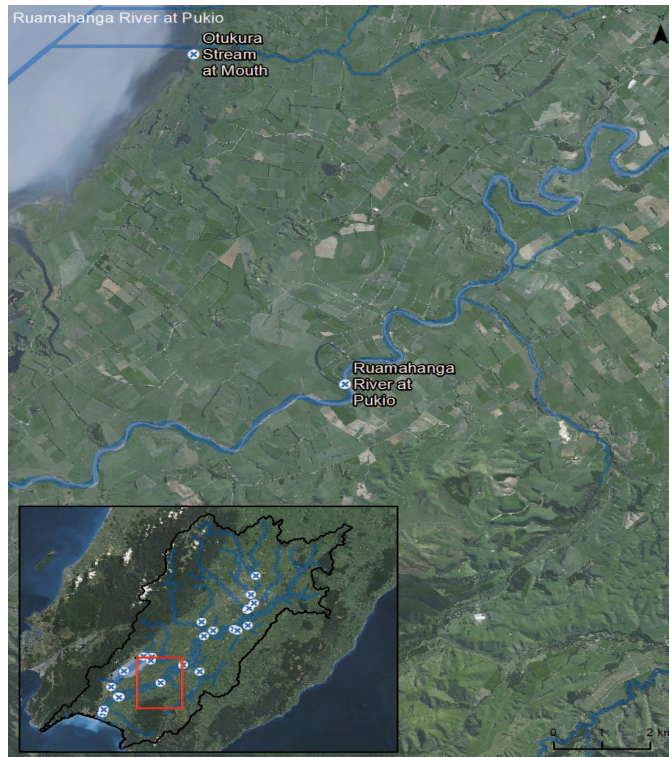 Ruamahanga River at Pukio
Otukura
Stream
at Mouth
Ruamahanga
River at
Pukio
0 1 2 km